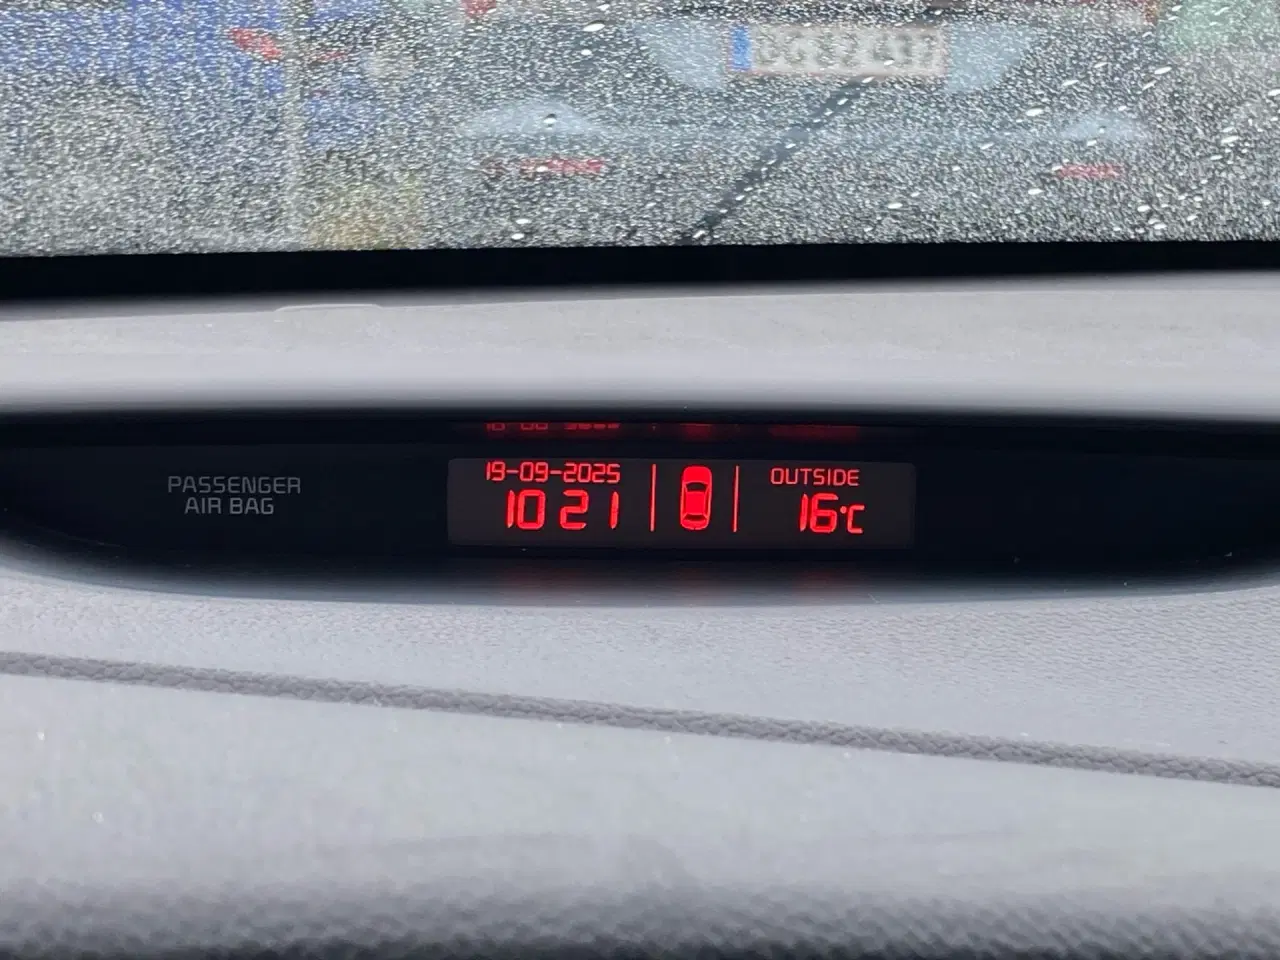 PASSENGER
AIR BAG
19-09-2025
10 21
OUTSIDE
16°C